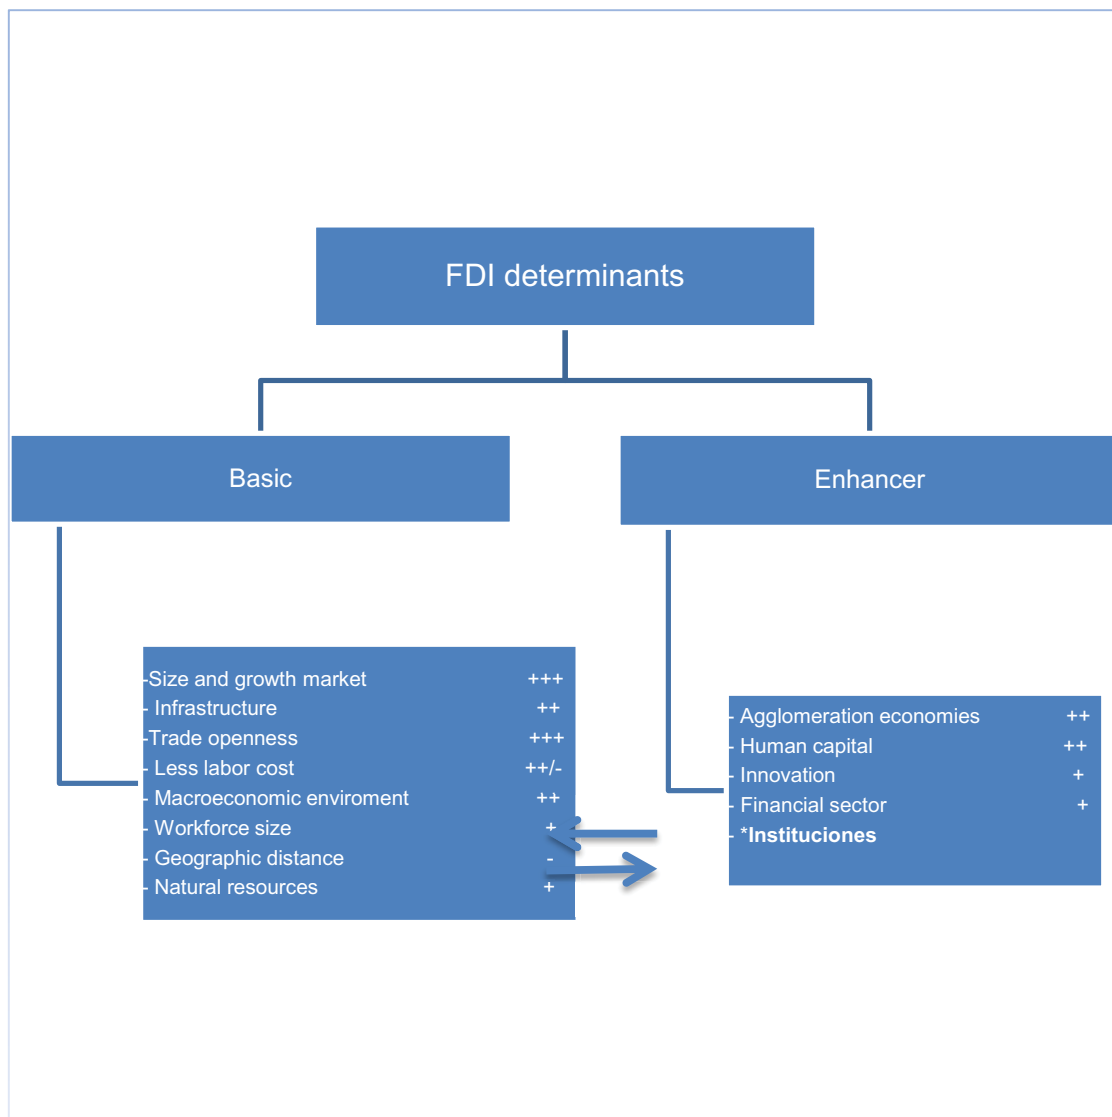 FDI determinants
Basic
Enhancer
-Size and growth market +++
- Infrastructure ++
-Trade openness +++
- Less labor cost ++/-
- Macroeconomic enviroment ++
- Workforce size +
- Geographic distance -
- Natural resources +
- Agglomeration economies ++
- Human capital ++
- Innovation +
- Financial sector +
- *Instituciones